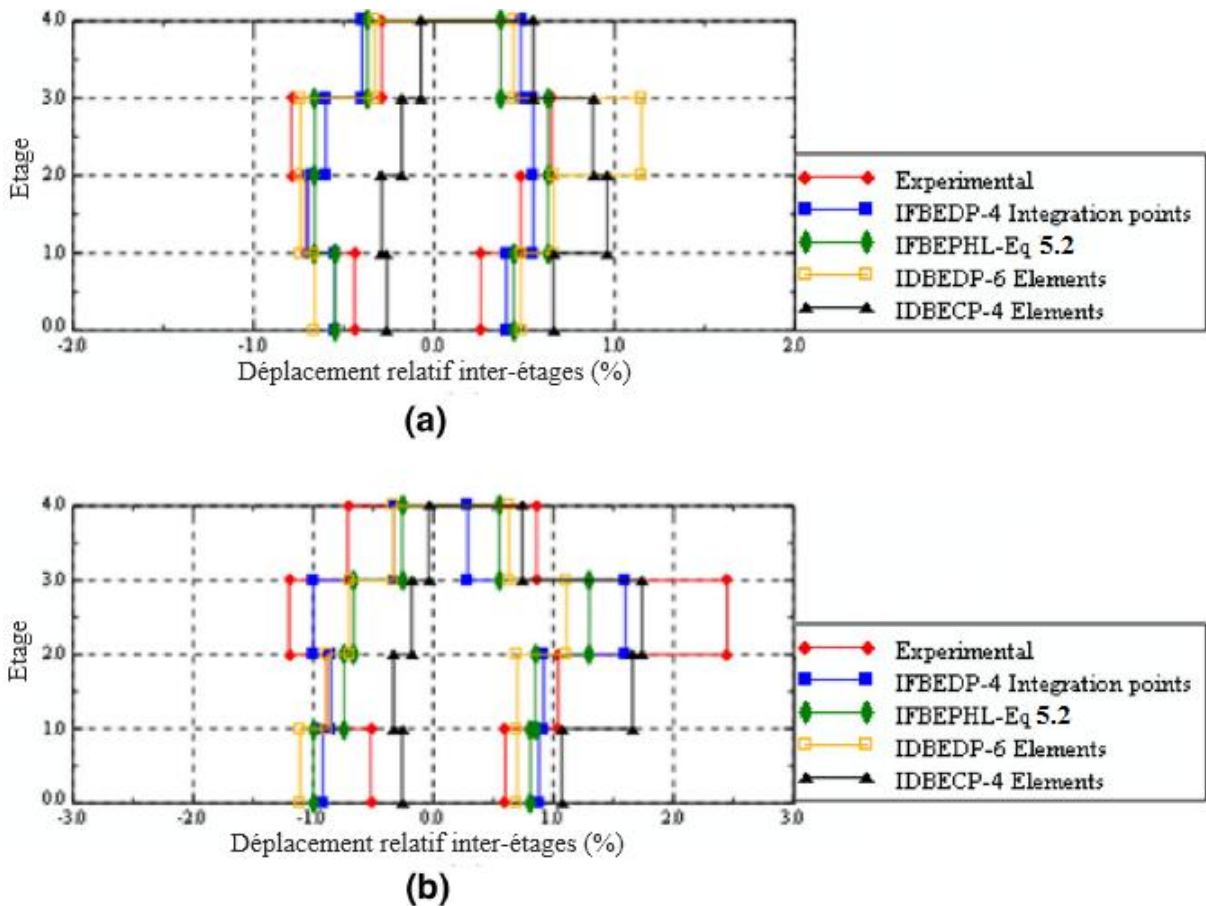 4.0
3.0
2.0
1.0
0.0
Etage
-2.0
-1.0
0.0
1.0
2.0
Déplacement relatif inter-étages (%)
Experimental
IFBEDP-4 Integration points
IFBEPHL-Eq 5.2
IDBEDP-6 Elements
IDBECP-4 Elements
(a)
4.0
3.0
2.0
1.0
0.0
Etage
-3.0
-2.0
-1.0
0.0
1.0
2.0
3.0
Déplacement relatif inter-étages (%)
Experimental
IFBEDP-4 Integration points
IFBEPHL-Eq 5.2
IDBEDP-6 Elements
IDBECP-4 Elements
(b)